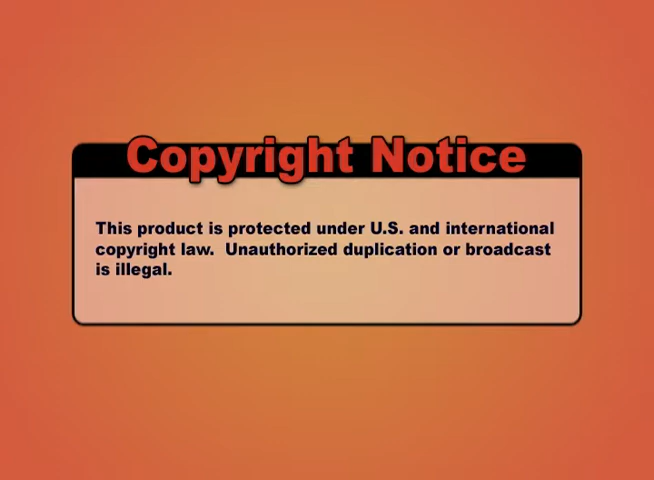 Copyright Notice
This product is protected under U.S. and international
copyright law.  Unauthorized duplication or broadcast
is illegal.